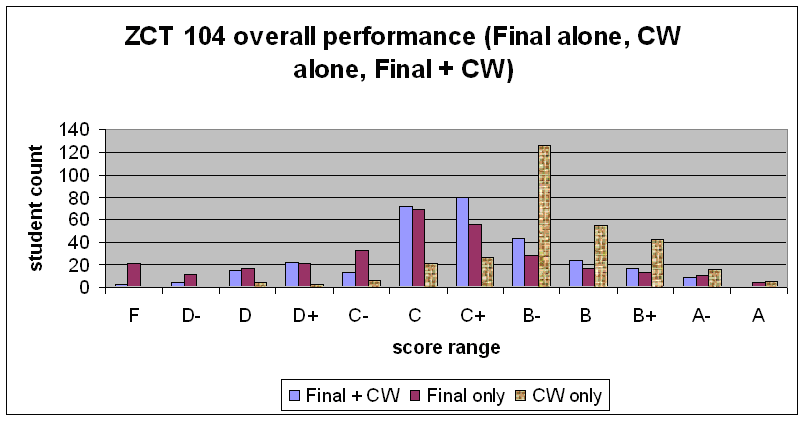 ZCT 104 overall performance (Final alone, CW
alone, Final + CW)
student count
140
120
100
80
60
40
20
0
F D- D D+ C- C C+ B- B B+ A- A
score range
Final + CW Final only CW only